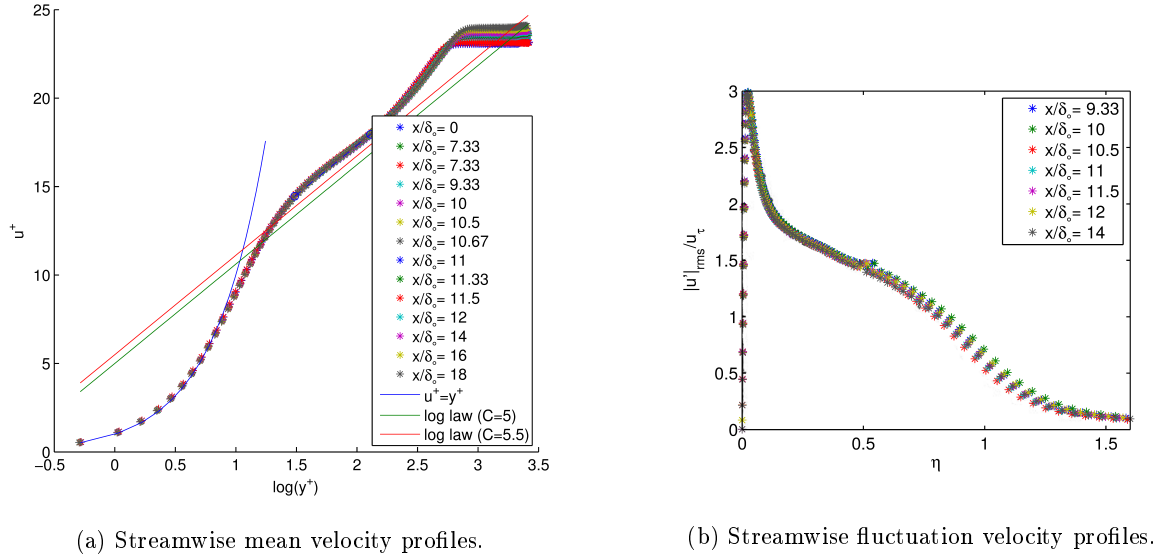 25
20
15
10
5
0
−0.5
0
0.5
1
1.5
2
2.5
3
3.5
u⁺
log(y⁺)
x/δₒ= 0
x/δₒ= 7.33
x/δₒ= 7.33
x/δₒ= 9.33
x/δₒ= 10
x/δₒ= 10.5
x/δₒ= 10.67
x/δₒ= 11
x/δₒ= 11.33
x/δₒ= 11.5
x/δₒ= 12
x/δₒ= 14
x/δₒ= 16
x/δₒ= 18
u⁺=y⁺
log law (C=5)
log law (C=5.5)
(a) Streamwise mean velocity profiles.
3
2.5
2
1.5
1
0.5
0
0
0.5
1
1.5
|u'|rms/uτ
η
x/δₒ= 9.33
x/δₒ= 10
x/δₒ= 10.5
x/δₒ= 11
x/δₒ= 11.5
x/δₒ= 12
x/δₒ= 14
(b) Streamwise fluctuation velocity profiles.